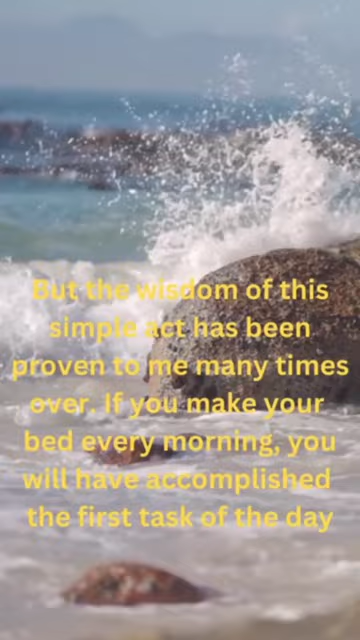 But the wisdom of this
simple act has been
proven to me many times
over. If you make your
bed every morning, you
will have accomplished
the first task of the day